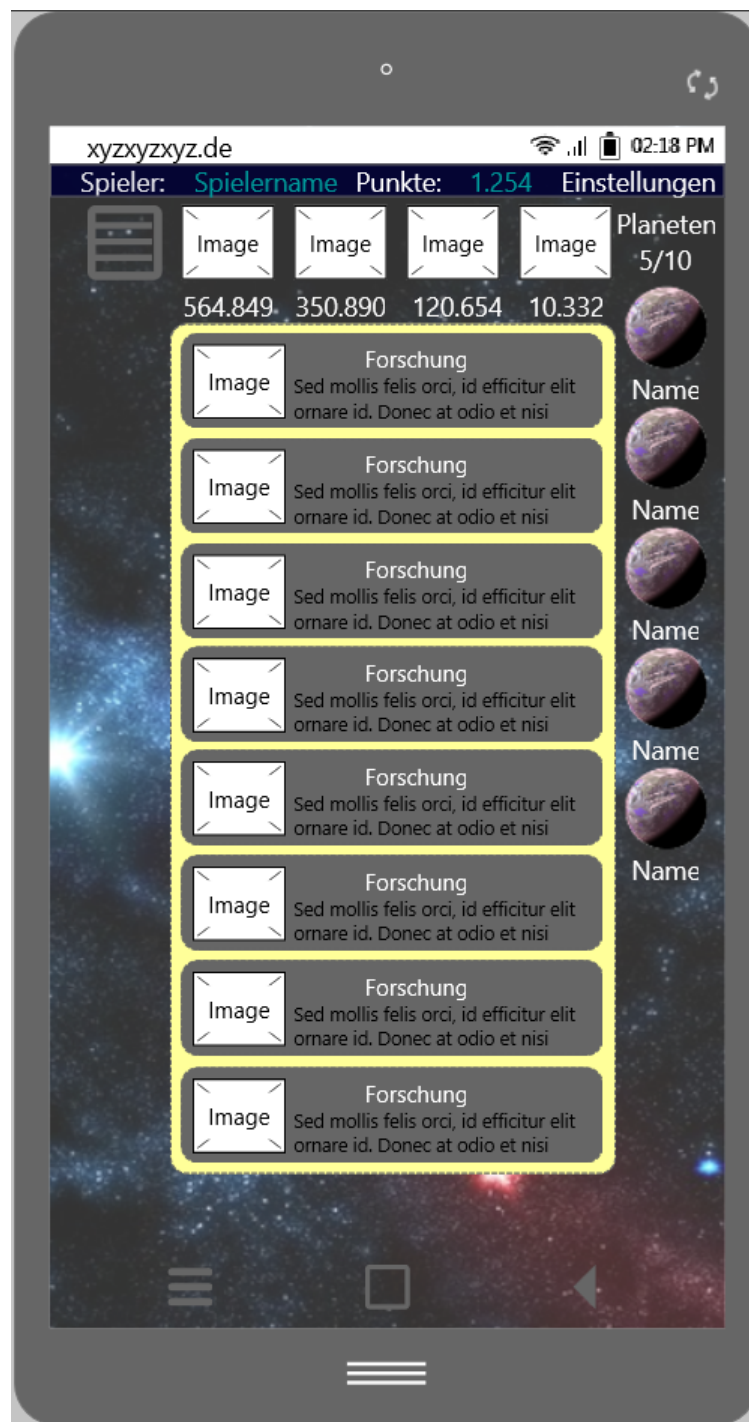 xyzxyzxyz.de 02:18 PM
Spieler: Spielername Punkte: 1.254 Einstellungen
Image Image Image Image Planeten
5/10
564.849 350.890 120.654 10.332
Image Forschung
Sed mollis felis orci, id efficitur elit
ornare id. Donec at odio et nisi
Name
Image Forschung
Sed mollis felis orci, id efficitur elit
ornare id. Donec at odio et nisi
Name
Image Forschung
Sed mollis felis orci, id efficitur elit
ornare id. Donec at odio et nisi
Name
Image Forschung
Sed mollis felis orci, id efficitur elit
ornare id. Donec at odio et nisi
Name
Image Forschung
Sed mollis felis orci, id efficitur elit
ornare id. Donec at odio et nisi
Name
Image Forschung
Sed mollis felis orci, id efficitur elit
ornare id. Donec at odio et nisi
Image Forschung
Sed mollis felis orci, id efficitur elit
ornare id. Donec at odio et nisi
Image Forschung
Sed mollis felis orci, id efficitur elit
ornare id. Donec at odio et nisi